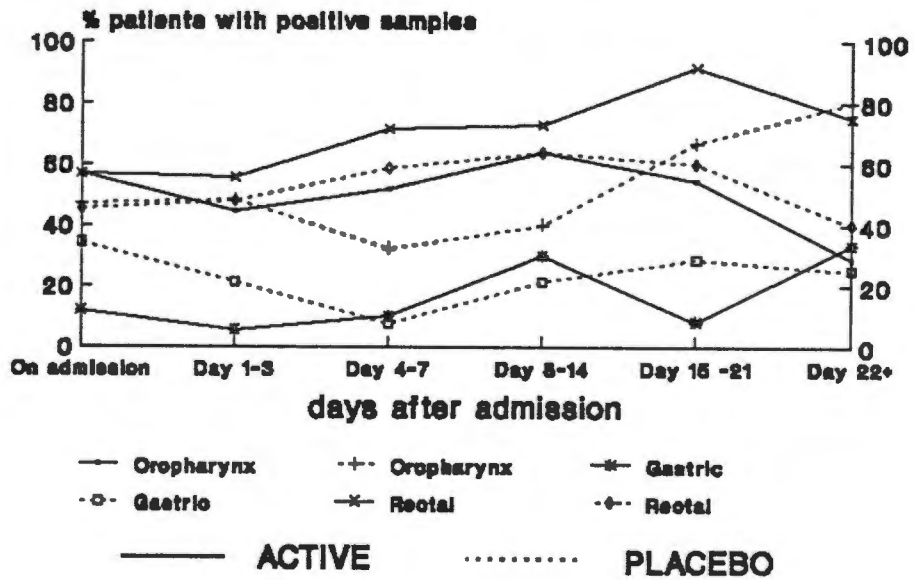 % patients with positive samples
100 100
80 80
60 60
40 40
20 20
0 0
On admission Day 1-3 Day 4-7 Day 8-14 Day 15 -21 Day 22+
days after admission
Oropharynx Oropharynx Gastric
Gastric Rectal Rectal
ACTIVE PLACEBO